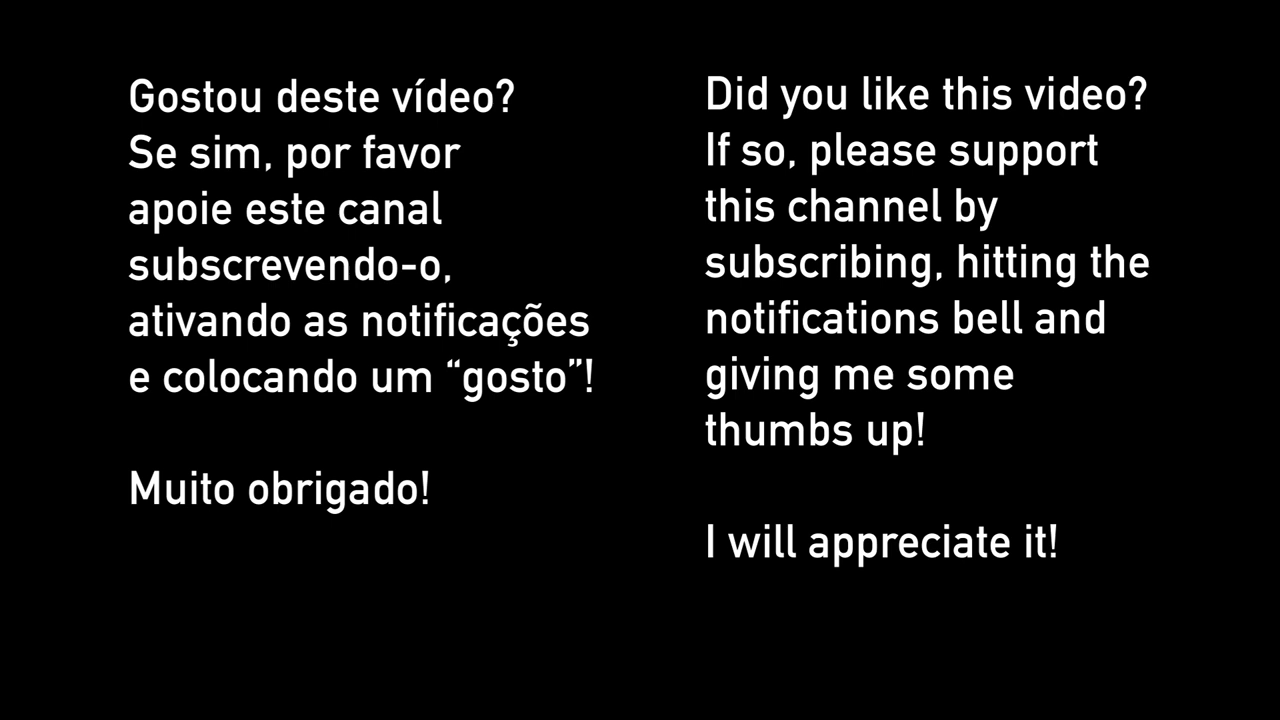 Gostou deste vídeo?
Se sim, por favor
apoie este canal
subscrevendo-o,
ativando as notificações
e colocando um “gosto”!
Muito obrigado!
Did you like this video?
If so, please support
this channel by
subscribing, hitting the
notifications bell and
giving me some
thumbs up!
I will appreciate it!